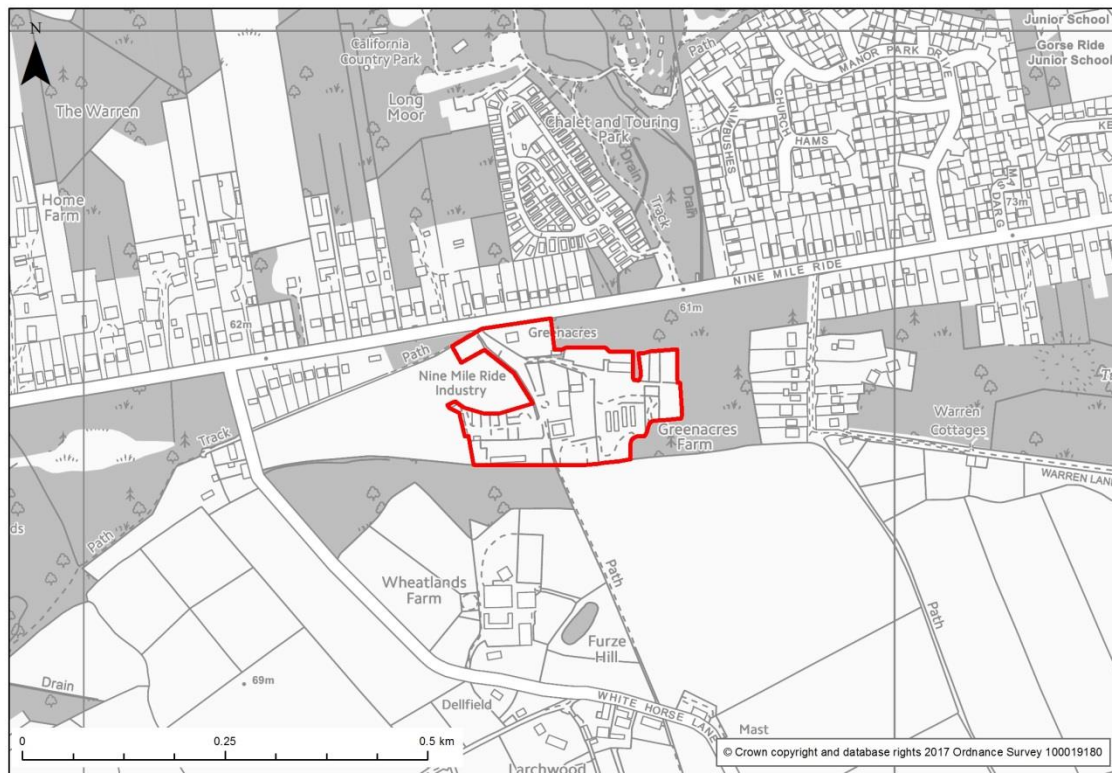 N
California
Country Park
The Warren
Long
Moor
Chalet and Touring
Park
Drain
Drain
Track
Path
NIMBUSHES
CHURCH
HAMS
MANOR PARK DRIVE
Junior School
Gorse Ride
Junior School
KE
73m
Home
Farm
NINE MILE RIDE
62m
61m
Greenacres
Path
Nine Mile Ride
Industry
Greenacres
Farm
Warren
Cottages
WARREN LANE
Track
Path
ds
Path
Path
Wheatlands
Farm
Furze
Hill
Drain
69m
Dellfield
WHITE HORSE LANE
Mast
Larchwood
0 0.25 0.5 km
© Crown copyright and database rights 2017 Ordnance Survey 100019180